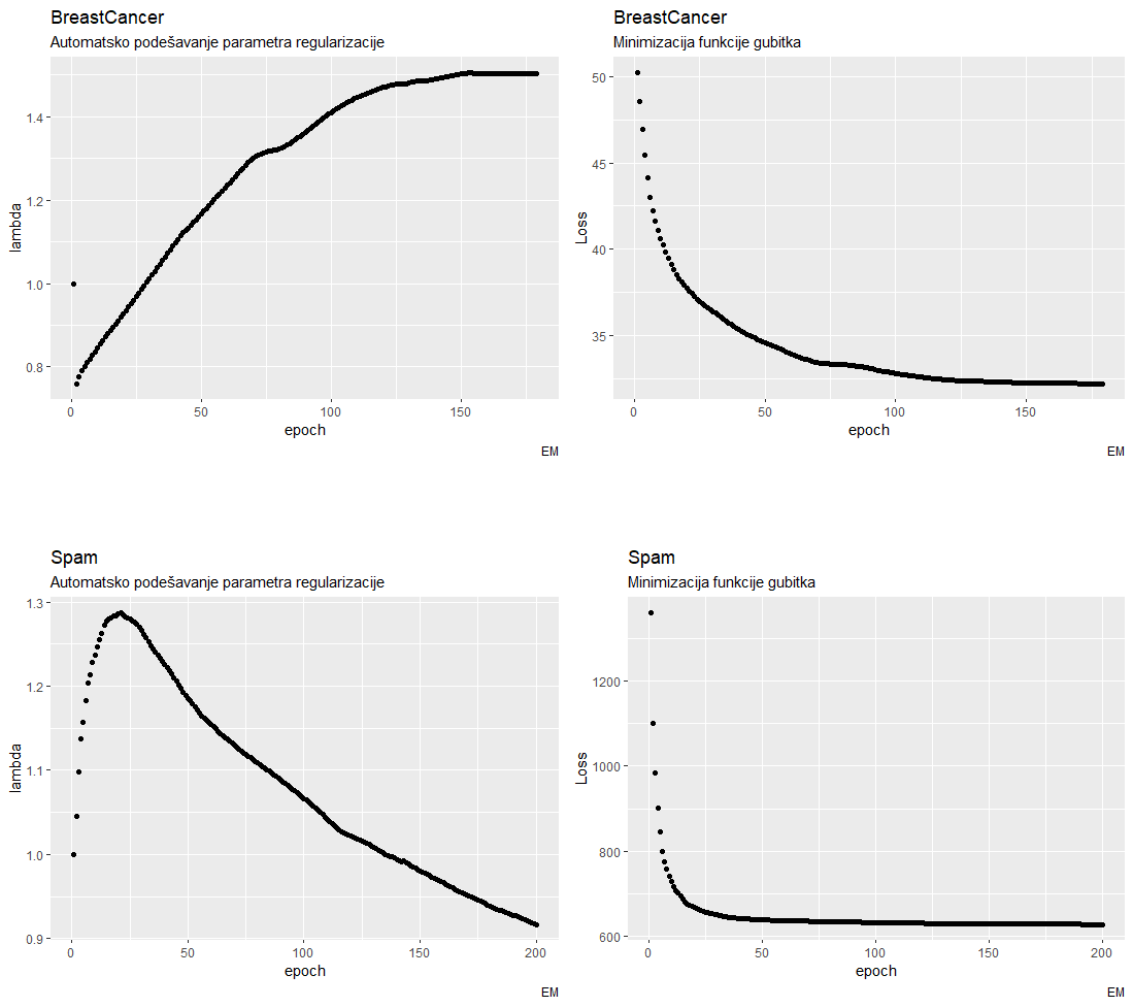 BreastCancer
Automatsko podešavanje parametra regularizacije
1.4
1.2
1.0
0.8
lambda
0 50 100 150
epoch
EM
BreastCancer
Minimizacija funkcije gubitka
50
45
40
35
Loss
0 50 100 150
epoch
EM
Spam
Automatsko podešavanje parametra regularizacije
1.3
1.2
1.1
1.0
0.9
lambda
0 50 100 150 200
epoch
EM
Spam
Minimizacija funkcije gubitka
1200
1000
800
600
Loss
0 50 100 150 200
epoch
EM